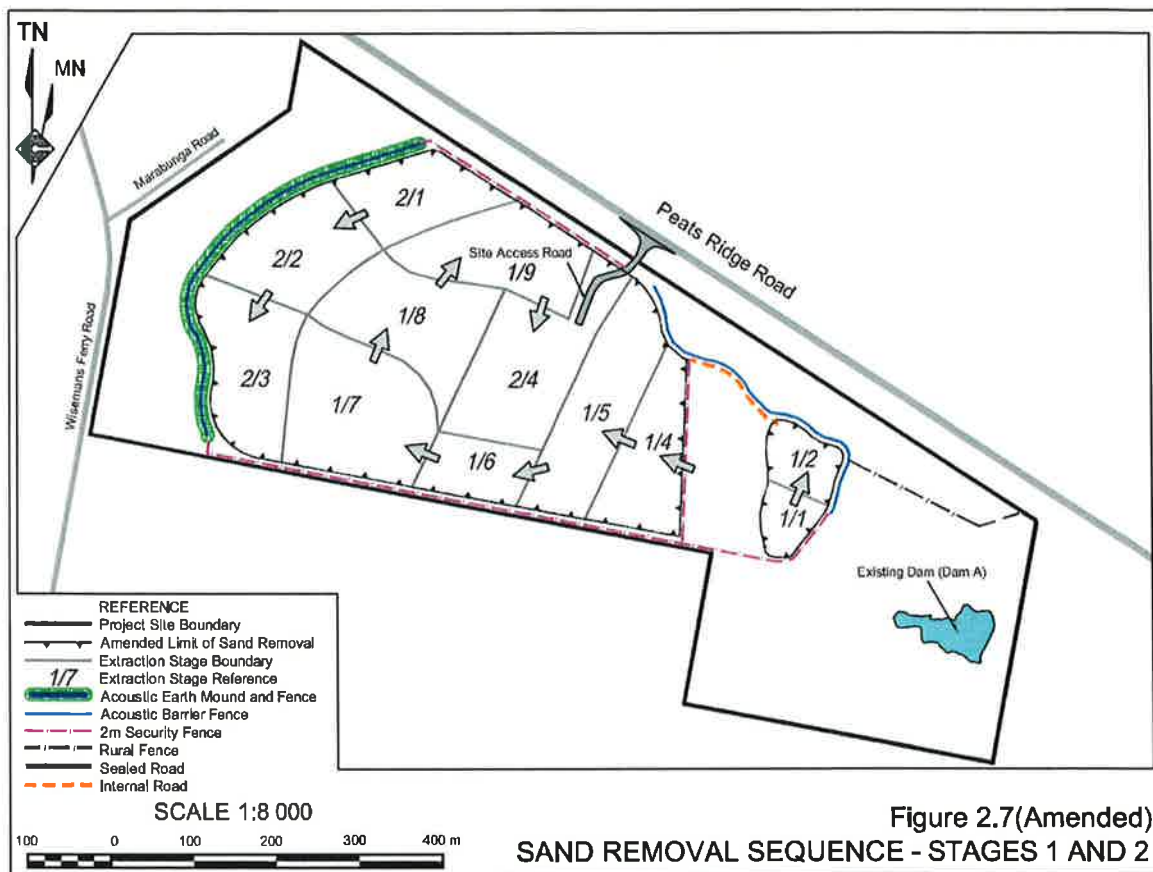 TN
MN
Marabunga Road
Wisemans Ferry Road
Peats Ridge Road
Site Access Road
2/1
2/2
1/9
1/8
2/3
1/7
2/4
1/5
1/4
1/6
1/2
1/1
Existing Dam (Dam A)
REFERENCE
Project Site Boundary
Amended Limit of Sand Removal
Extraction Stage Boundary
1/7 Extraction Stage Reference
Acoustic Earth Mound and Fence
Acoustic Barrier Fence
2m Security Fence
Rural Fence
Sealed Road
Internal Road
SCALE 1:8 000
100 0 100 200 300 400 m
Figure 2.7(Amended)
SAND REMOVAL SEQUENCE - STAGES 1 AND 2